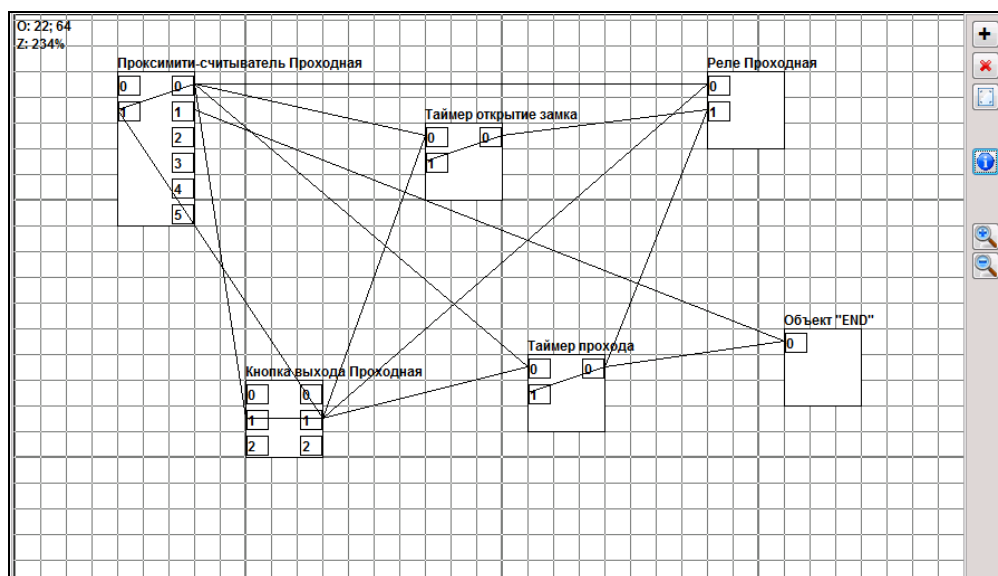 O: 22; 64
Z: 234%
Проксимити-считыватель Проходная
0 0
1 1
2
3
4
5
Таймер открытие замка
0 0
1
Реле Проходная
0
1
Кнопка выхода Проходная
0 0
1 1
2 2
Таймер прохода
0 0
1
Объект "END"
0